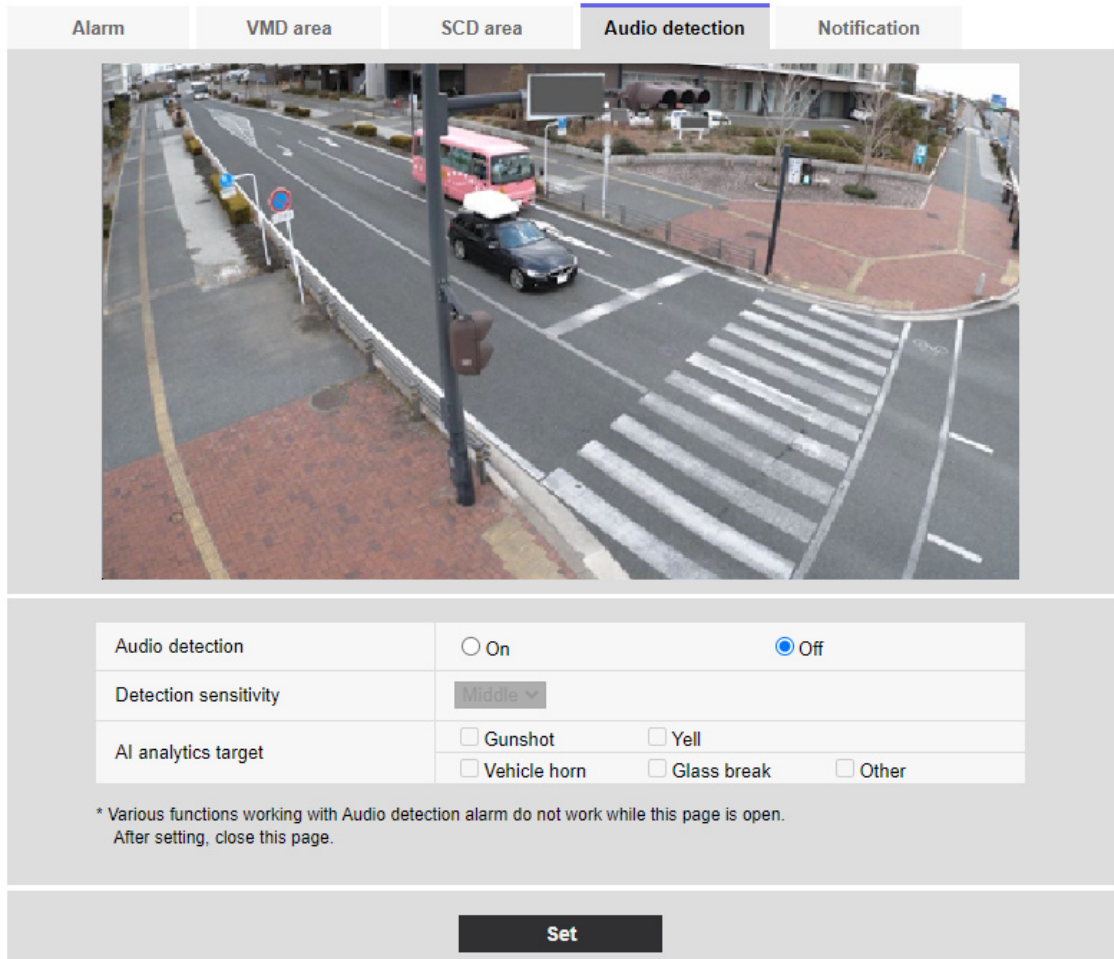 Alarm VMD area SCD area Audio detection Notification
Audio detection On Off
Detection sensitivity Middle
AI analytics target
Gunshot Yell
Vehicle horn Glass break Other
* Various functions working with Audio detection alarm do not work while this page is open.
After setting, close this page.
Set